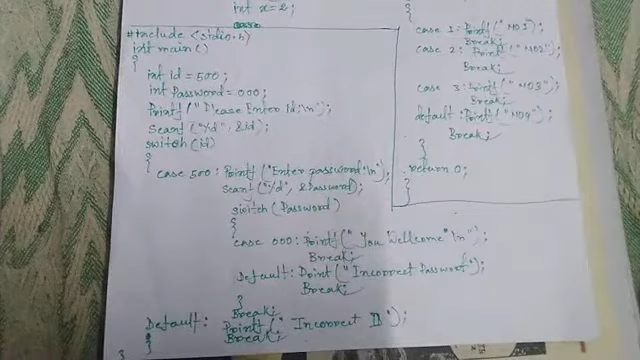 int x=2;
#include <stdio.h>
int main()
{
int id = 500;
int Password = 000;
Printf ("Please Enter Id:\n");
Scanf ("%d", &id);
switch (id)
{
case 500: Printf ("Enter password\n");
Scanf ("%d", &Password);
switch (Password)
{
case 000: Printf (" You Wellcome"\n");
Break;
Default: Print ("Incorrect Password");
Break;
}
Break;
Default: Printf (" Incorrect ID");
Break;
}
{
case 1: Printf (" NO1");
Break;
case 2: Print (" NO2");
Break;
case 3: Printf (" NO3");
Break;
default: Printf (" NO4");
Break;
}
return 0;
}